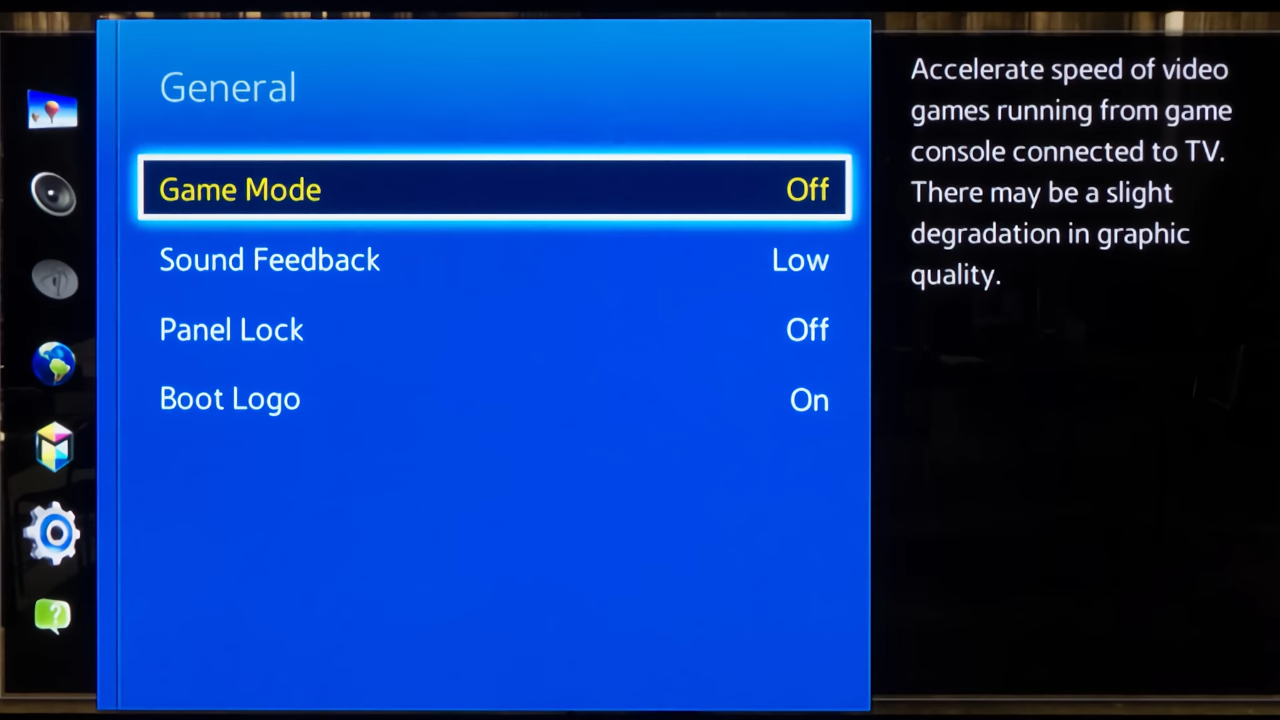 General
Game Mode Off
Sound Feedback Low
Panel Lock Off
Boot Logo On
Accelerate speed of video
games running from game
console connected to TV.
There may be a slight
degradation in graphic
quality.
?